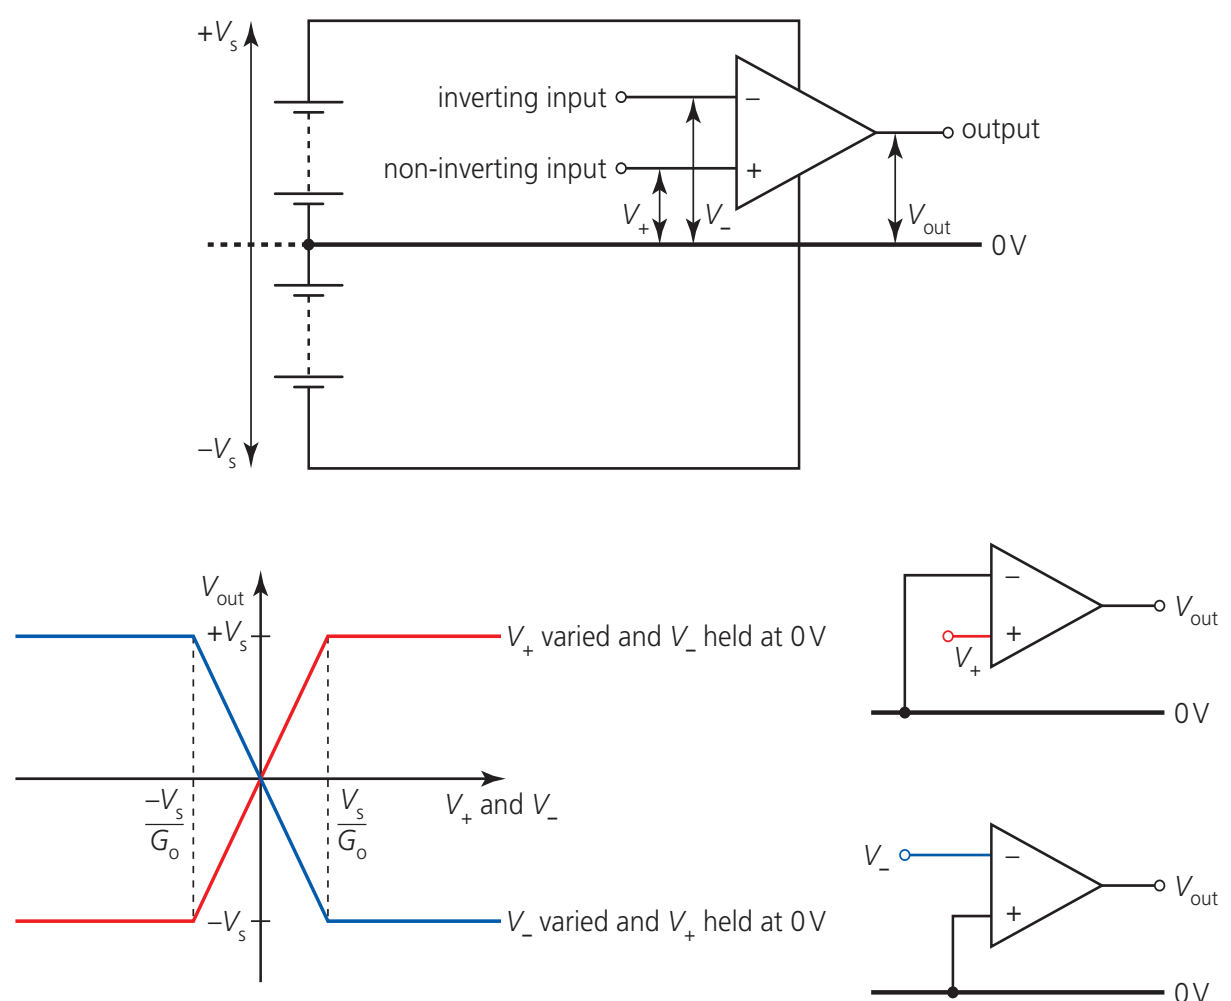 +Vs
inverting input
−
output
non-inverting input
+
V+
V−
Vout
0 V
−Vs
Vout
+Vs
V+ varied and V− held at 0 V
−Vs
Go
Vs
Go
V+ and V−
−Vs
V− varied and V+ held at 0 V
−
+
V+
Vout
0 V
V−
−
+
Vout
0 V